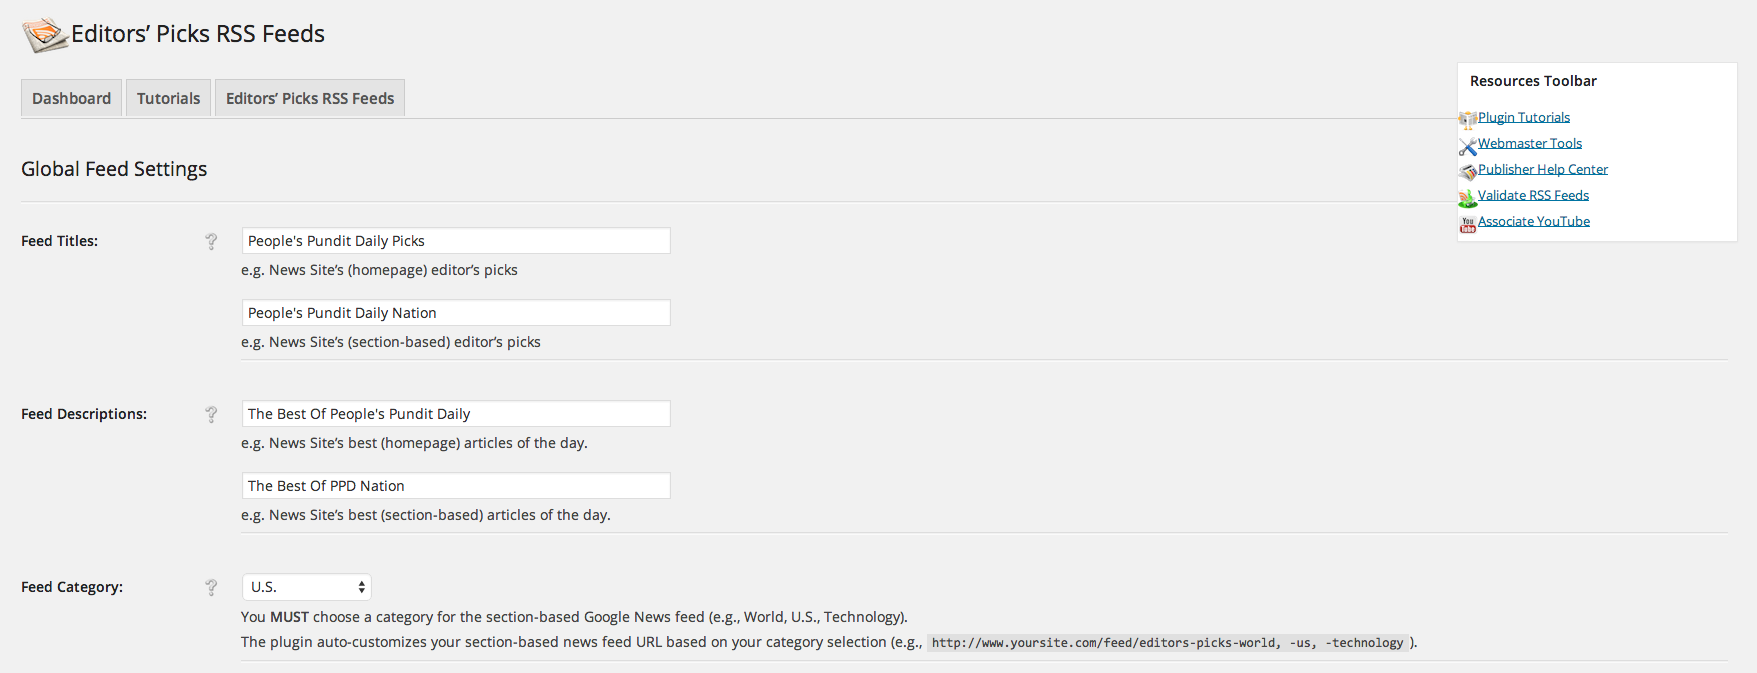 Editors’ Picks RSS Feeds
Dashboard Tutorials Editors’ Picks RSS Feeds
Resources Toolbar
Plugin Tutorials
Webmaster Tools
Publisher Help Center
Validate RSS Feeds
You Tube Associate YouTube
Global Feed Settings
Feed Titles: ? People's Pundit Daily Picks
e.g. News Site’s (homepage) editor’s picks
People's Pundit Daily Nation
e.g. News Site’s (section-based) editor’s picks
Feed Descriptions: ? The Best Of People's Pundit Daily
e.g. News Site’s best (homepage) articles of the day.
The Best Of PPD Nation
e.g. News Site’s best (section-based) articles of the day.
Feed Category: ? U.S.
You MUST choose a category for the section-based Google News feed (e.g., World, U.S., Technology).
The plugin auto-customizes your section-based news feed URL based on your category selection (e.g., http://www.yoursite.com/feed/editors-picks-world, -us, -technology ).